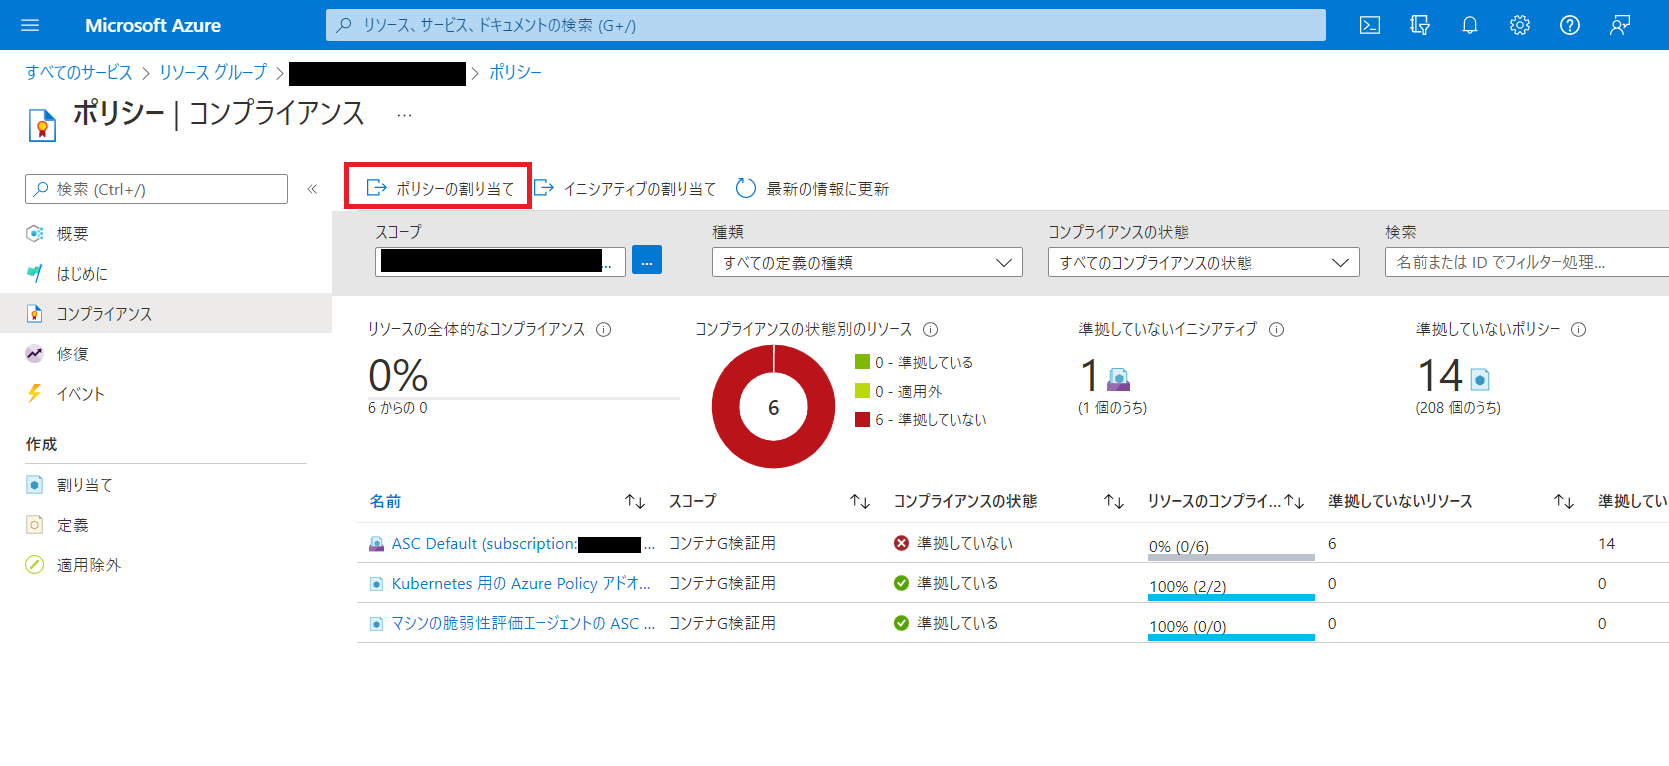 Microsoft Azure
リソース、サービス、ドキュメントの検索 (G+/)
すべてのサービス > リソース グループ > > ポリシー
ポリシー | コンプライアンス ...
検索 (Ctrl+/) «
概要
はじめに
コンプライアンス
修復
イベント
作成
割り当て
定義
適用除外
ポリシーの割り当て イニシアティブの割り当て 最新の情報に更新
スコープ 種類 コンプライアンスの状態 検索
... ... すべての定義の種類 すべてのコンプライアンスの状態 名前または ID でフィルター処理...
リソースの全体的なコンプライアンス
0%
6 からの 0
コンプライアンスの状態別のリソース
6
0 - 準拠している
0 - 適用外
6 - 準拠していない
準拠していないイニシアティブ
1
(1 個のうち)
準拠していないポリシー
14
(208 個のうち)
名前 ↑↓ スコープ ↑↓ コンプライアンスの状態 ↑↓ リソースのコンプライ...↑↓ 準拠していないリソース ↑↓ 準拠してい
ASC Default (subscription: ... コンテナG検証用 準拠していない 0% (0/6) 6 14
Kubernetes 用の Azure Policy アドオ... コンテナG検証用 準拠している 100% (2/2) 0 0
マシンの脆弱性評価エージェントの ASC ... コンテナG検証用 準拠している 100% (0/0) 0 0